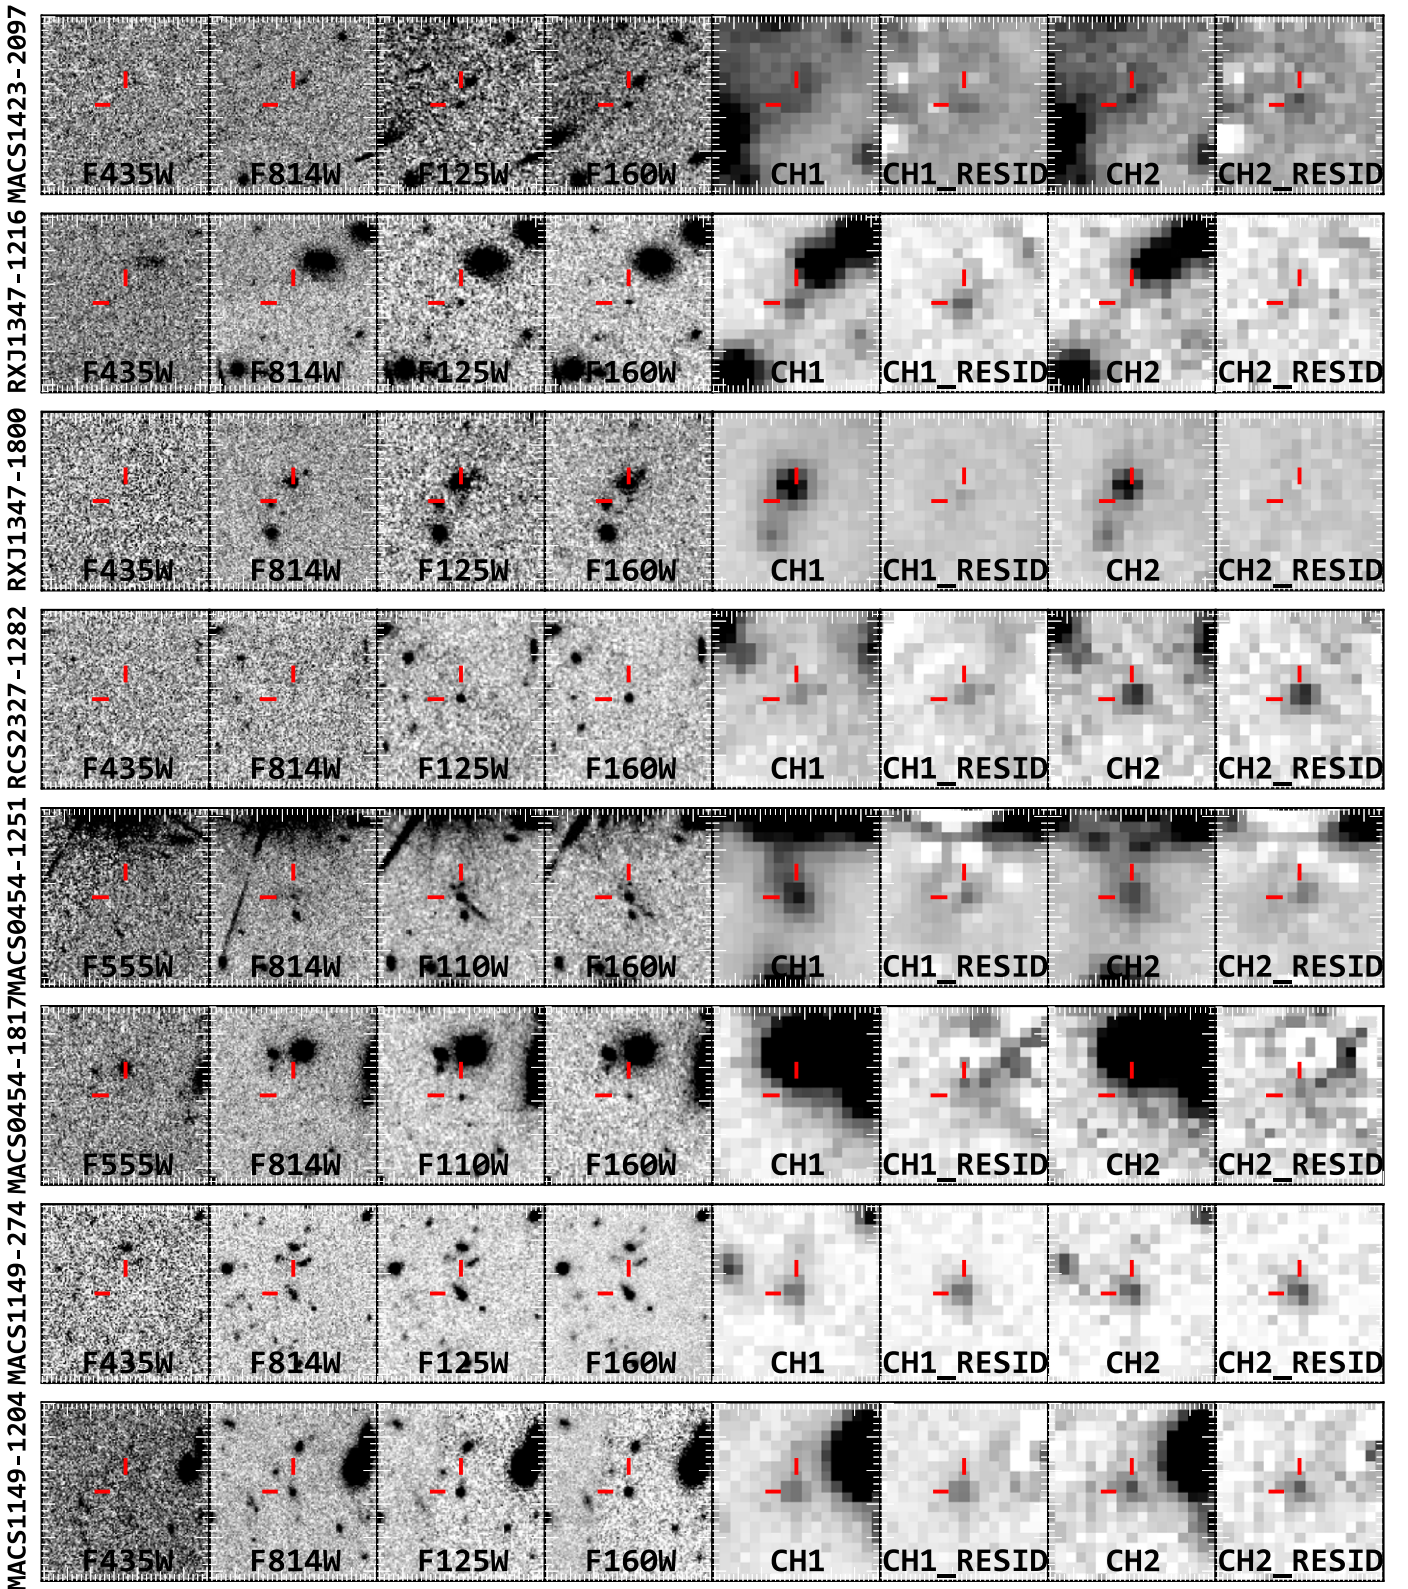 MACS1423-2097
F435W F814W F125W F160W CH1 CH1_RESID CH2 CH2_RESID
RXJ1347-1216
F435W F814W F125W F160W CH1 CH1_RESID CH2 CH2_RESID
RXJ1347-1800
F435W F814W F125W F160W CH1 CH1_RESID CH2 CH2_RESID
RCS2327-1282
F435W F814W F125W F160W CH1 CH1_RESID CH2 CH2_RESID
MACS0454-1251
F555W F814W F110W F160W CH1 CH1_RESID CH2 CH2_RESID
MACS0454-1817
F555W F814W F110W F160W CH1 CH1_RESID CH2 CH2_RESID
MACS1149-274
F435W F814W F125W F160W CH1 CH1_RESID CH2 CH2_RESID
MACS1149-1204
F435W F814W F125W F160W CH1 CH1_RESID CH2 CH2_RESID